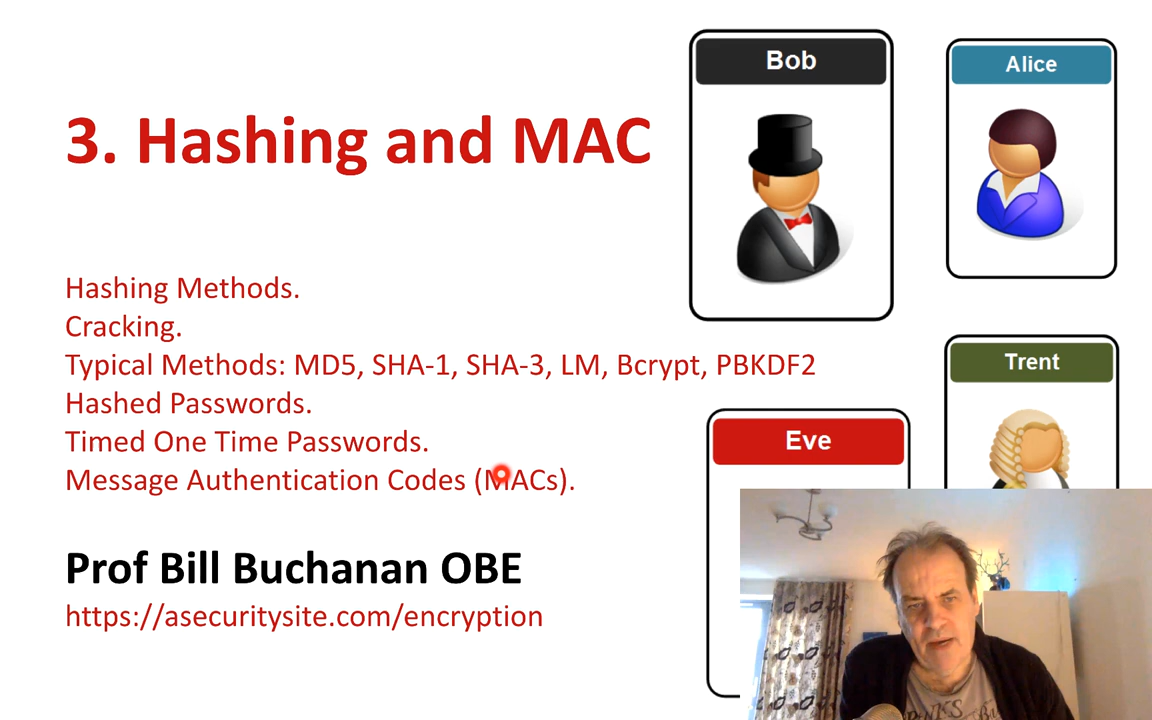 3. Hashing and MAC
Hashing Methods.
Cracking.
Typical Methods: MD5, SHA-1, SHA-3, LM, Bcrypt, PBKDF2
Hashed Passwords.
Timed One Time Passwords.
Message Authentication Codes (MACs).
Prof Bill Buchanan OBE
https://asecuritysite.com/encryption
Bob
Alice
Trent
Eve